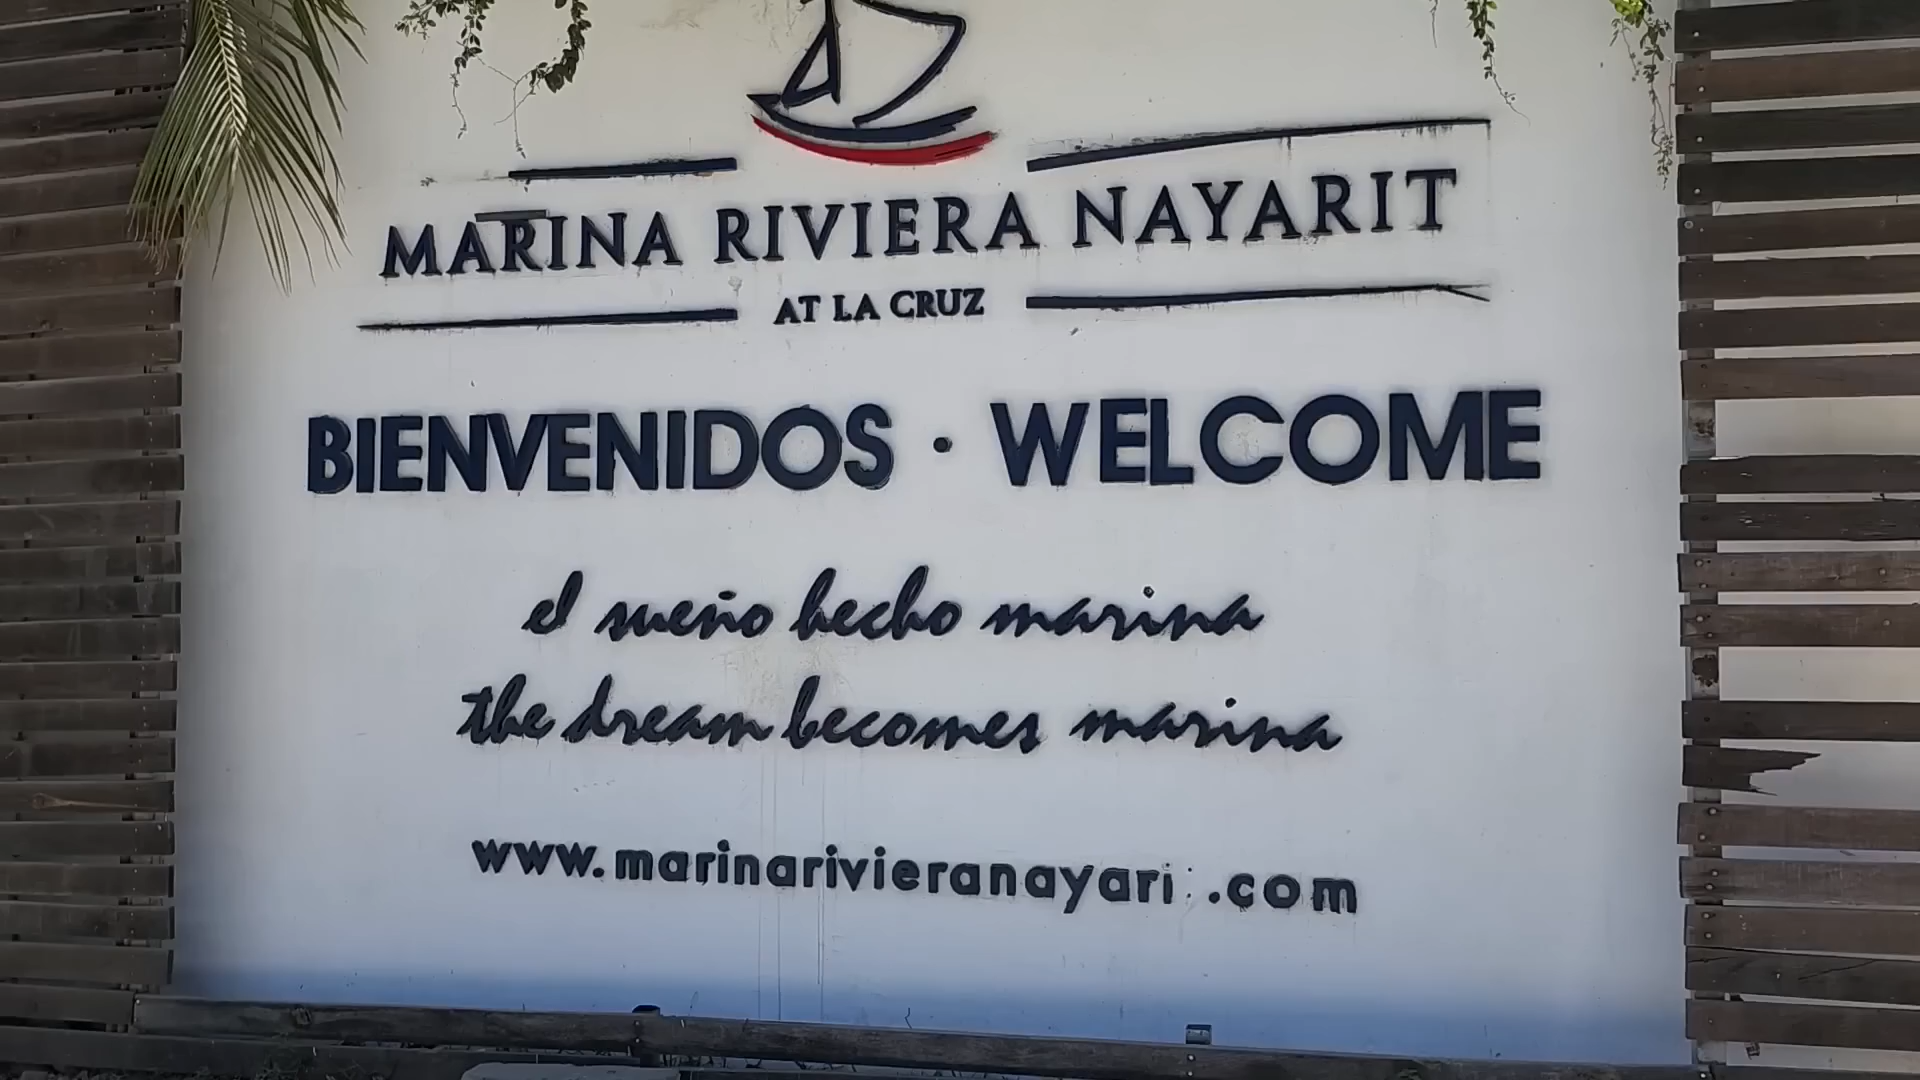 MARINA RIVIERA NAYARIT
AT LA CRUZ
BIENVENIDOS · WELCOME
el sueño hecho marina
the dream becomes marina
www.marinarivieranayari .com